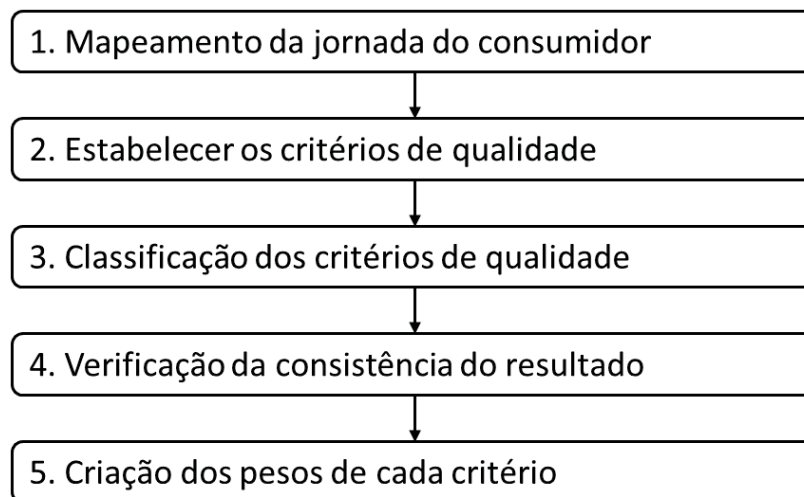 1. Mapeamento da jornada do consumidor
2. Estabelecer os critérios de qualidade
3. Classificação dos critérios de qualidade
4. Verificação da consistência do resultado
5. Criação dos pesos de cada critério